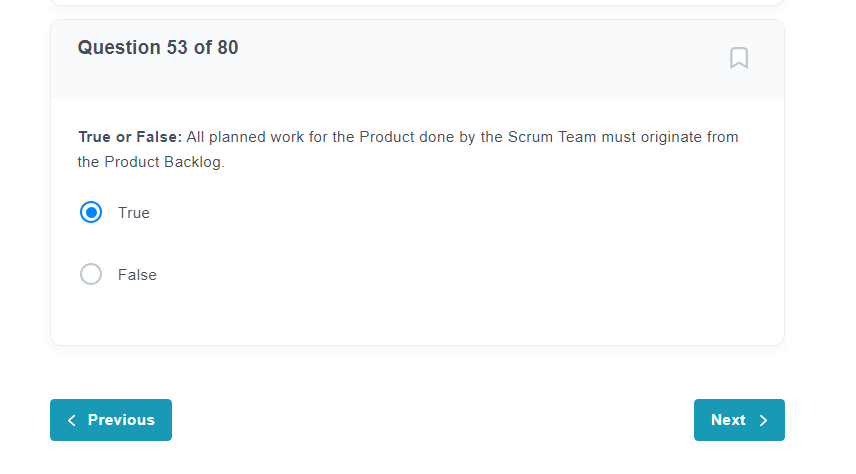 Question 53 of 80
True or False: All planned work for the Product done by the Scrum Team must originate from
the Product Backlog.
True
False
Previous
Next